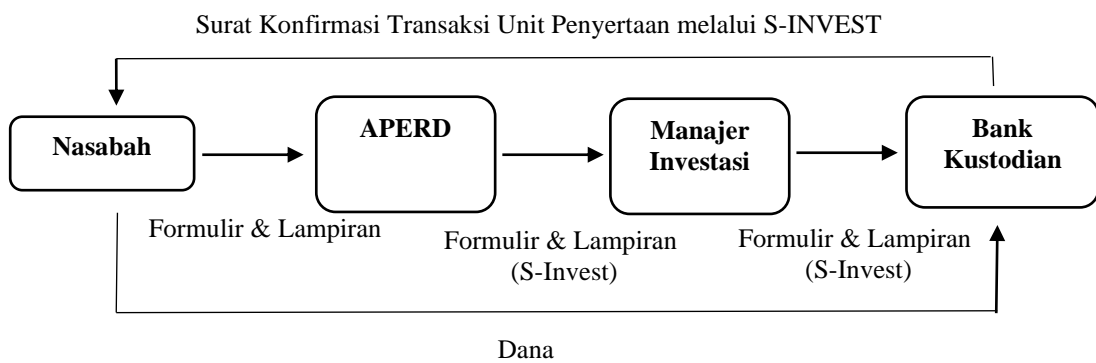 Surat Konfirmasi Transaksi Unit Penyertaan melalui S-INVEST
Nasabah
APERD
Manajer
Investasi
Bank
Kustodian
Formulir & Lampiran
Formulir & Lampiran
(S-Invest)
Formulir & Lampiran
(S-Invest)
Dana